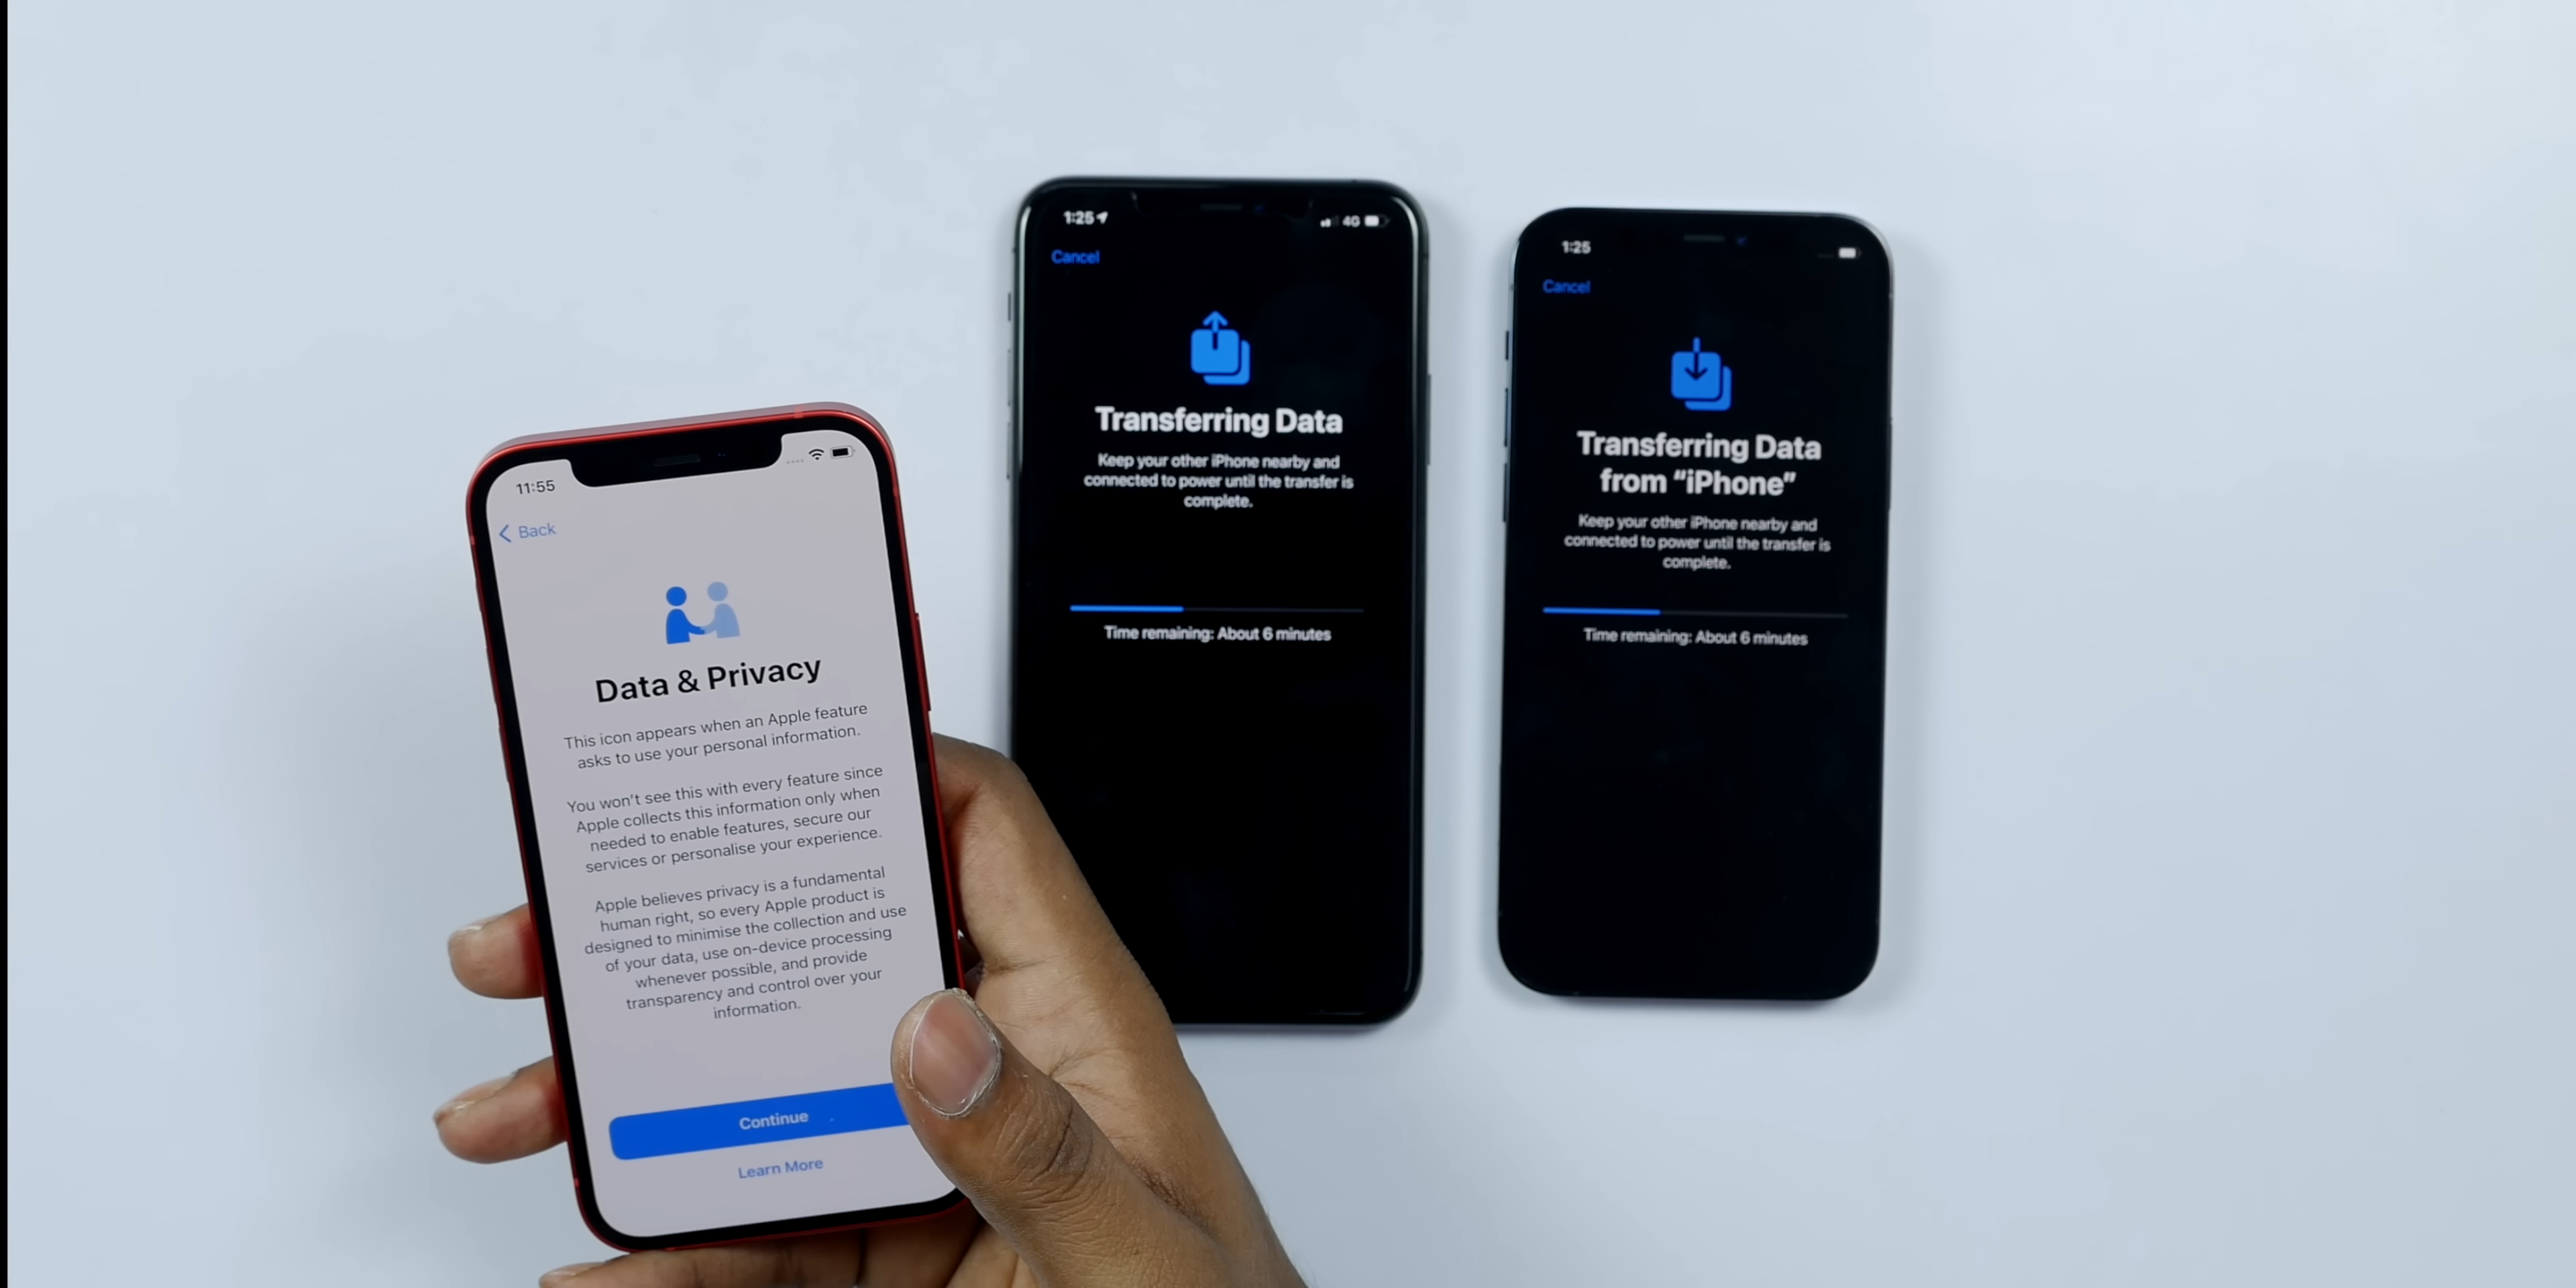 11:55
Back
Data & Privacy
This icon appears when an Apple feature
asks to use your personal information.
You won't see this with every feature since
Apple collects this information only when
needed to enable features, secure our
services or personalise your experience.
Apple believes privacy is a fundamental
human right, so every Apple product is
designed to minimise the collection and use
of your data, use on-device processing
whenever possible, and provide
transparency and control over your
information.
Continue
Learn More
1:25
4G
Cancel
Transferring Data
Keep your other iPhone nearby and
connected to power until the transfer is
complete.
Time remaining: About 6 minutes
1:25
Cancel
Transferring Data
from “iPhone”
Keep your other iPhone nearby and
connected to power until the transfer is
complete.
Time remaining: About 6 minutes